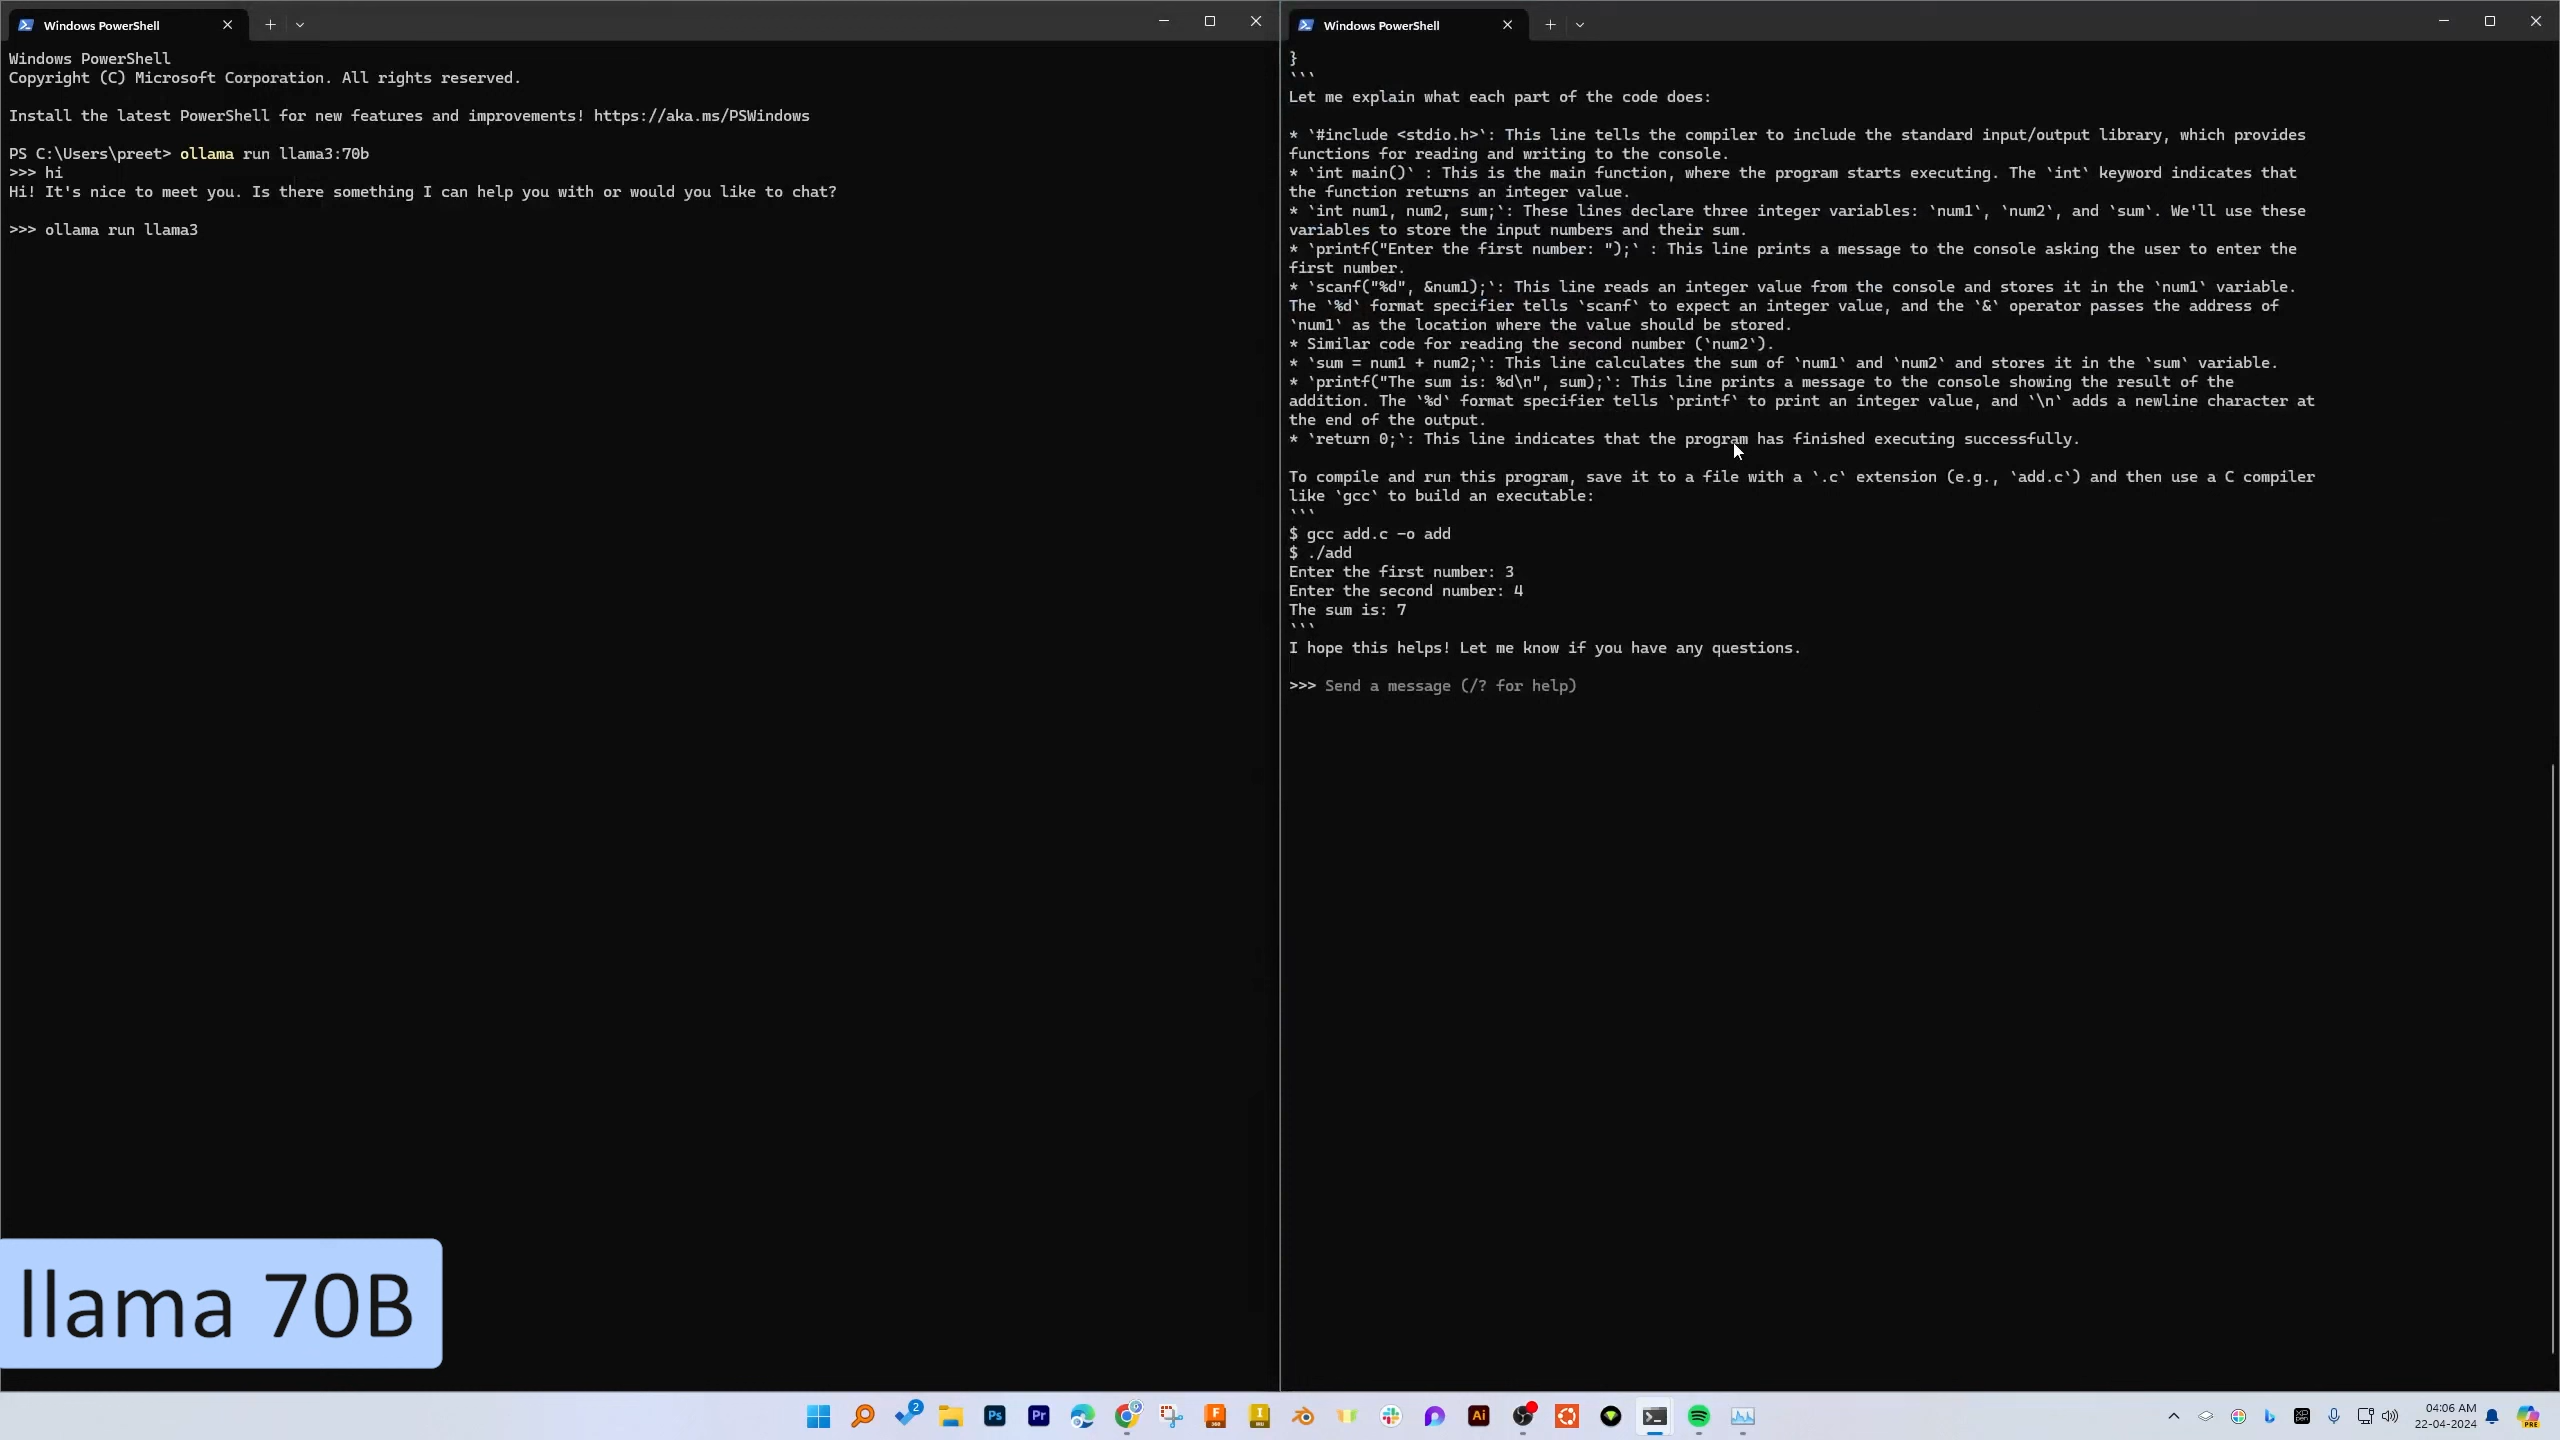 Windows PowerShell
Windows PowerShell
Copyright (C) Microsoft Corporation. All rights reserved.
Install the latest PowerShell for new features and improvements! https://aka.ms/PSWindows
PS C:\Users\preet> ollama run llama3:70b
>>> hi
Hi! It's nice to meet you. Is there something I can help you with or would you like to chat?
>>> ollama run llama3
llama 70B
Windows PowerShell
}
```
Let me explain what each part of the code does:
* `#include <stdio.h>`: This line tells the compiler to include the standard input/output library, which provides
functions for reading and writing to the console.
* `int main()` : This is the main function, where the program starts executing. The `int` keyword indicates that
the function returns an integer value.
* `int num1, num2, sum;`: These lines declare three integer variables: `num1`, `num2`, and `sum`. We'll use these
variables to store the input numbers and their sum.
* `printf("Enter the first number: ");` : This line prints a message to the console asking the user to enter the
first number.
* `scanf("%d", &num1);`: This line reads an integer value from the console and stores it in the `num1` variable.
The `%d` format specifier tells `scanf` to expect an integer value, and the `&` operator passes the address of
`num1` as the location where the value should be stored.
* Similar code for reading the second number (`num2`).
* `sum = num1 + num2;`: This line calculates the sum of `num1` and `num2` and stores it in the `sum` variable.
* `printf("The sum is: %d\n", sum);`: This line prints a message to the console showing the result of the
addition. The `%d` format specifier tells `printf` to print an integer value, and `\n` adds a newline character at
the end of the output.
* `return 0;`: This line indicates that the program has finished executing successfully.
To compile and run this program, save it to a file with a `.c` extension (e.g., `add.c`) and then use a C compiler
like `gcc` to build an executable:
```
$ gcc add.c -o add
$ ./add
Enter the first number: 3
Enter the second number: 4
The sum is: 7
```
I hope this helps! Let me know if you have any questions.
>>> Send a message (/? for help)
2
Ps
Pr
Ai
04:06 AM
22-04-2024
PRE